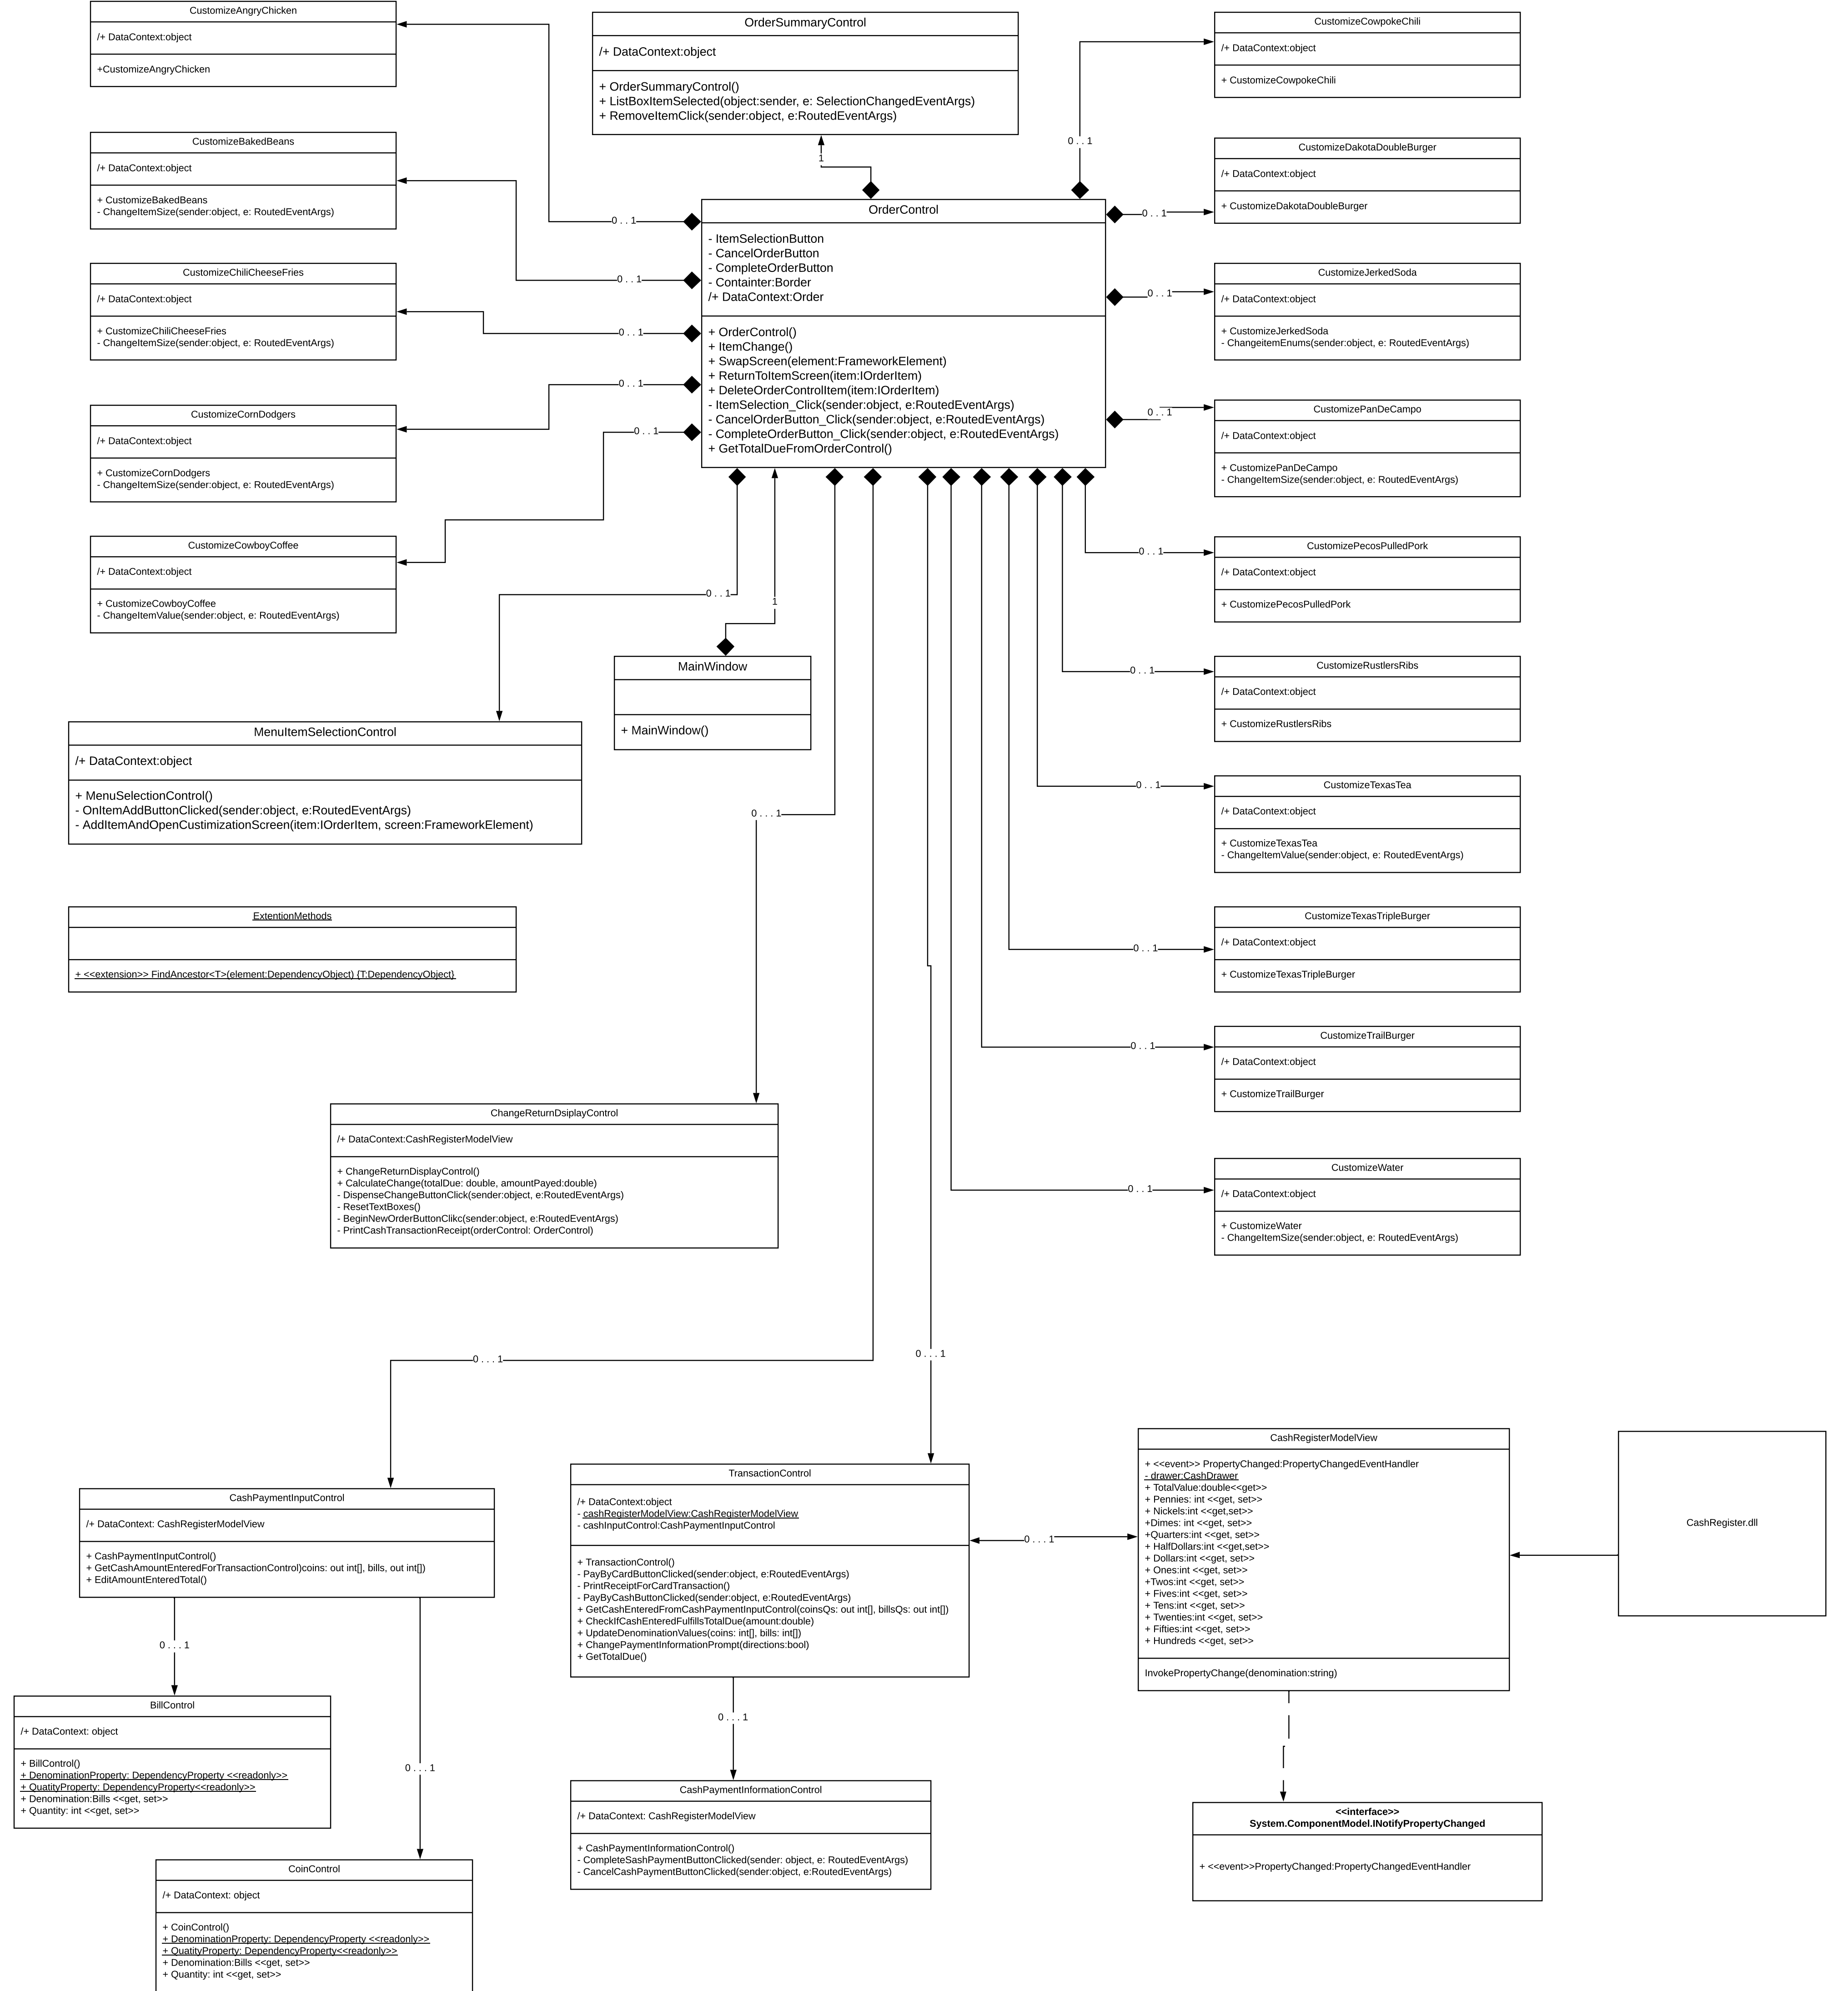 CustomizeAngryChicken
/+ DataContext:object
+CustomizeAngryChicken
CustomizeBakedBeans
/+ DataContext:object
+ CustomizeBakedBeans
- ChangeItemSize(sender:object, e: RoutedEventArgs)
CustomizeChiliCheeseFries
/+ DataContext:object
+ CustomizeChiliCheeseFries
- ChangeItemSize(sender:object, e: RoutedEventArgs)
CustomizeCornDodgers
/+ DataContext:object
+ CustomizeCornDodgers
- ChangeItemSize(sender:object, e: RoutedEventArgs)
CustomizeCowboyCoffee
/+ DataContext:object
+ CustomizeCowboyCoffee
- ChangeItemValue(sender:object, e: RoutedEventArgs)
OrderSummaryControl
/+ DataContext:object
+ OrderSummaryControl()
+ ListBoxItemSelected(object:sender, e: SelectionChangedEventArgs)
+ RemoveItemClick(sender:object, e:RoutedEventArgs)
1
0 . . 1
0 . . 1
0 . . 1
0 . . 1
0 . . 1
OrderControl
- ItemSelectionButton
- CancelOrderButton
- CompleteOrderButton
- Containter:Border
/+ DataContext:Order
+ OrderControl()
+ ItemChange()
+ SwapScreen(element:FrameworkElement)
+ ReturnToItemScreen(item:IOrderItem)
+ DeleteOrderControlItem(item:IOrderItem)
- ItemSelection_Click(sender:object, e:RoutedEventArgs)
- CancelOrderButton_Click(sender:object, e:RoutedEventArgs)
- CompleteOrderButton_Click(sender:object, e:RoutedEventArgs)
+ GetTotalDueFromOrderControl()
0 . . 1
0 . . 1
0 . . 1
0 . . 1
CustomizeCowpokeChili
/+ DataContext:object
+ CustomizeCowpokeChili
CustomizeDakotaDoubleBurger
/+ DataContext:object
+ CustomizeDakotaDoubleBurger
CustomizeJerkedSoda
/+ DataContext:object
+ CustomizeJerkedSoda
- ChangeitemEnums(sender:object, e: RoutedEventArgs)
CustomizePanDeCampo
/+ DataContext:object
+ CustomizePanDeCampo
- ChangeItemSize(sender:object, e: RoutedEventArgs)
0 . . 1
CustomizePecosPulledPork
/+ DataContext:object
+ CustomizePecosPulledPork
0 . . 1
CustomizeRustlersRibs
/+ DataContext:object
+ CustomizeRustlersRibs
0 . . 1
CustomizeTexasTea
/+ DataContext:object
+ CustomizeTexasTea
- ChangeItemValue(sender:object, e: RoutedEventArgs)
0 . . 1
CustomizeTexasTripleBurger
/+ DataContext:object
+ CustomizeTexasTripleBurger
0 . . 1
CustomizeTrailBurger
/+ DataContext:object
+ CustomizeTrailBurger
0 . . 1
CustomizeWater
/+ DataContext:object
+ CustomizeWater
- ChangeItemSize(sender:object, e: RoutedEventArgs)
0 . . 1
1
MainWindow
+ MainWindow()
MenuItemSelectionControl
/+ DataContext:object
+ MenuSelectionControl()
- OnItemAddButtonClicked(sender:object, e:RoutedEventArgs)
- AddItemAndOpenCustimizationScreen(item:IOrderItem, screen:FrameworkElement)
0 . . . 1
ExtentionMethods
+ <<extension>> FindAncestor<T>(element:DependencyObject) {T:DependencyObject}
ChangeReturnDsiplayControl
/+ DataContext:CashRegisterModelView
+ ChangeReturnDisplayControl()
+ CalculateChange(totalDue: double, amountPayed:double)
- DispenseChangeButtonClick(sender:object, e:RoutedEventArgs)
- ResetTextBoxes()
- BeginNewOrderButtonClikc(sender:object, e:RoutedEventArgs)
- PrintCashTransactionReceipt(orderControl: OrderControl)
0 . . . 1
0 . . . 1
CashPaymentInputControl
/+ DataContext: CashRegisterModelView
+ CashPaymentInputControl()
+ GetCashAmountEnteredForTransactionControl)coins: out int[], bills, out int[])
+ EditAmountEnteredTotal()
TransactionControl
/+ DataContext:object
- cashRegisterModelView:CashRegisterModelView
- cashInputControl:CashPaymentInputControl
+ TransactionControl()
- PayByCardButtonClicked(sender:object, e:RoutedEventArgs)
- PrintReceiptForCardTransaction()
- PayByCashButtonClicked(sender:object, e:RoutedEventArgs)
+ GetCashEnteredFromCashPaymentInputControl(coinsQs: out int[], billsQs: out int[])
+ CheckIfCashEnteredFulfillsTotalDue(amount:double)
+ UpdateDenominationValues(coins: int[], bills: int[])
+ ChangePaymentInformationPrompt(directions:bool)
+ GetTotalDue()
0 . . . 1
CashRegisterModelView
+ <<event>> PropertyChanged:PropertyChangedEventHandler
- drawer:CashDrawer
+ TotalValue:double<<get>>
+ Pennies: int <<get, set>>
+ Nickels:int <<get,set>>
+Dimes: int <<get, set>>
+Quarters:int <<get, set>>
+ HalfDollars:int <<get,set>>
+ Dollars:int <<get, set>>
+ Ones:int <<get, set>>
+Twos:int <<get, set>>
+ Fives:int <<get, set>>
+ Tens:int <<get, set>>
+ Twenties:int <<get, set>>
+ Fifties:int <<get, set>>
+ Hundreds <<get, set>>
InvokePropertyChange(denomination:string)
CashRegister.dll
0 . . . 1
0 . . . 1
0 . . . 1
BillControl
/+ DataContext: object
+ BillControl()
+ DenominationProperty: DependencyProperty <<readonly>>
+ QuatityProperty: DependencyProperty<<readonly>>
+ Denomination:Bills <<get, set>>
+ Quantity: int <<get, set>>
CashPaymentInformationControl
/+ DataContext: CashRegisterModelView
+ CashPaymentInformationControl()
- CompleteSashPaymentButtonClicked(sender: object, e: RoutedEventArgs)
- CancelCashPaymentButtonClicked(sender:object, e:RoutedEventArgs)
<<interface>>
System.ComponentModel.INotifyPropertyChanged
+ <<event>>PropertyChanged:PropertyChangedEventHandler
CoinControl
/+ DataContext: object
+ CoinControl()
+ DenominationProperty: DependencyProperty <<readonly>>
+ QuatityProperty: DependencyProperty<<readonly>>
+ Denomination:Bills <<get, set>>
+ Quantity: int <<get, set>>